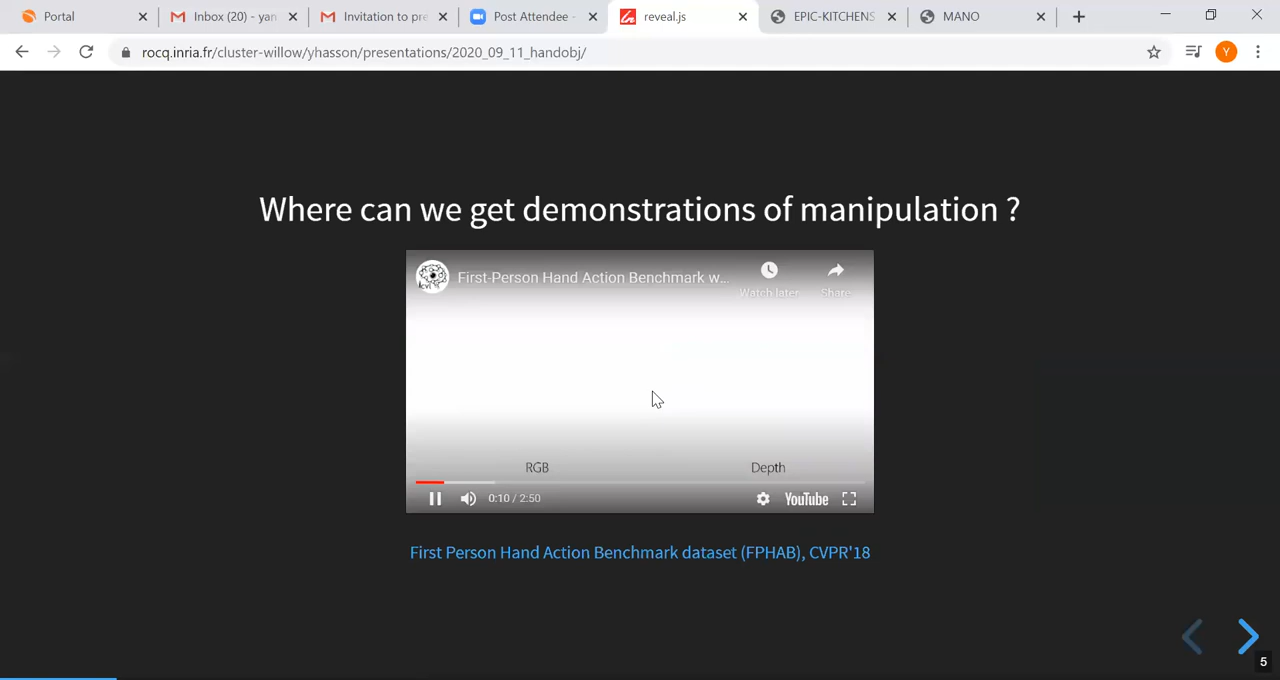 Portal
Inbox (20) - yan
Invitation to pre
Post Attendee -
reveal.js
EPIC-KITCHENS
MANO
rocq.inria.fr/cluster-willow/yhasson/presentations/2020_09_11_handobj/
Y
Where can we get demonstrations of manipulation ?
First-Person Hand Action Benchmark w...
Watch later
Share
RGB
Depth
0:10 / 2:50
YouTube
First Person Hand Action Benchmark dataset (FPHAB), CVPR'18
5